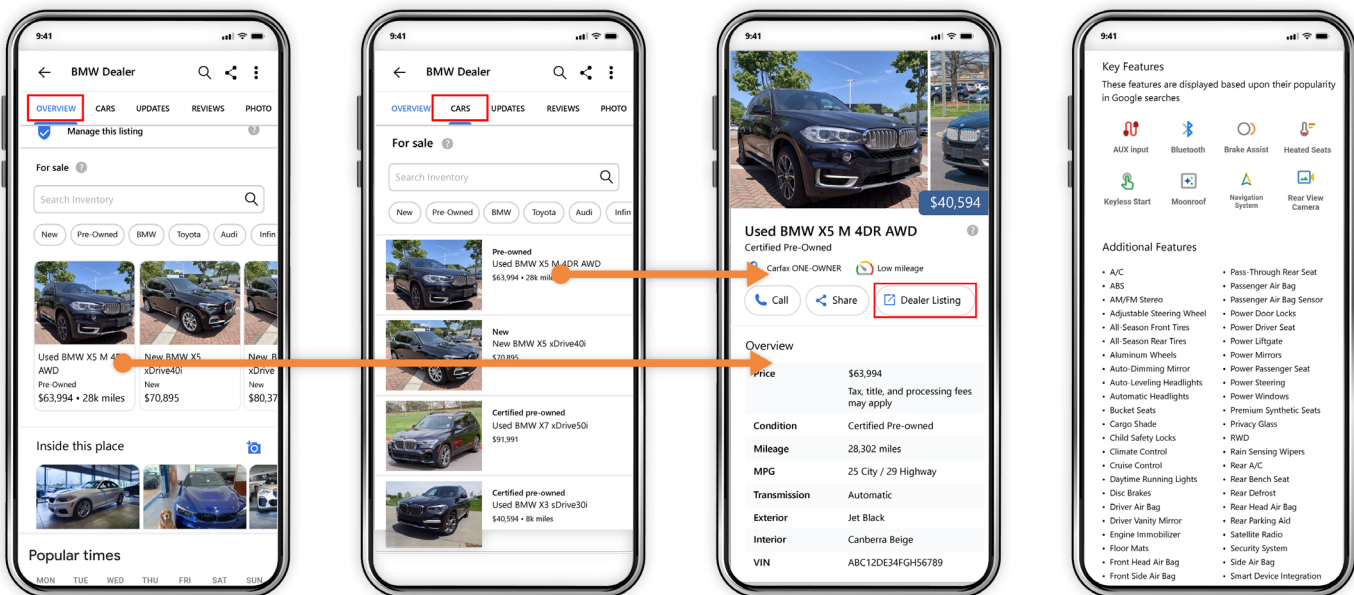 9:41
BMW Dealer
OVERVIEW CARS UPDATES REVIEWS PHOTO
Manage this listing
For sale
Search Inventory
New Pre-Owned BMW Toyota Audi Infin
Used BMW X5 M
AWD
Pre-Owned
$63,994 • 28k miles
New BMW X5
xDrive40i
New
$70,895
New B
xDrive
New
$80,37
Inside this place
Popular times
MON TUE WED THU FRI SAT SUN
9:41
BMW Dealer
OVERVIEW CARS UPDATES REVIEWS PHOTO
For sale
Search Inventory
New Pre-Owned BMW Toyota Audi Infin
Pre-owned
Used BMW X5 M 4DR AWD
$63,994 • 28k mil
New
New BMW X5 xDrive40i
$70,895
Certified pre-owned
Used BMW X7 xDrive50i
$91,991
Certified pre-owned
Used BMW X3 sDrive30i
$40,594 • 8k miles
9:41
$40,594
Used BMW X5 M 4DR AWD
Certified Pre-Owned
Carfax ONE-OWNER Low mileage
Call Share Dealer Listing
Overview
Price $63,994
Tax, title, and processing fees
may apply
Condition Certified Pre-owned
Mileage 28,302 miles
MPG 25 City / 29 Highway
Transmission Automatic
Exterior Jet Black
Interior Canberra Beige
VIN ABC12DE34FGH56789
9:41
Key Features
These features are displayed based upon their popularity
in Google searches
AUX input Bluetooth Brake Assist Heated Seats
Keyless Start Moonroof Navigation System Rear View Camera
Additional Features
• A/C
• ABS
• AM/FM Stereo
• Adjustable Steering Wheel
• All-Season Front Tires
• All-Season Rear Tires
• Aluminum Wheels
• Auto-Dimming Mirror
• Auto-Leveling Headlights
• Automatic Headlights
• Bucket Seats
• Cargo Shade
• Child Safety Locks
• Climate Control
• Cruise Control
• Daytime Running Lights
• Disc Brakes
• Driver Air Bag
• Driver Vanity Mirror
• Engine Immobilizer
• Floor Mats
• Front Head Air Bag
• Front Side Air Bag
• Pass-Through Rear Seat
• Passenger Air Bag
• Passenger Air Bag Sensor
• Power Door Locks
• Power Driver Seat
• Power Liftgate
• Power Mirrors
• Power Passenger Seat
• Power Steering
• Power Windows
• Premium Synthetic Seats
• Privacy Glass
• RWD
• Rain Sensing Wipers
• Rear A/C
• Rear Bench Seat
• Rear Defrost
• Rear Head Air Bag
• Rear Parking Aid
• Satellite Radio
• Security System
• Side Air Bag
• Smart Device Integration